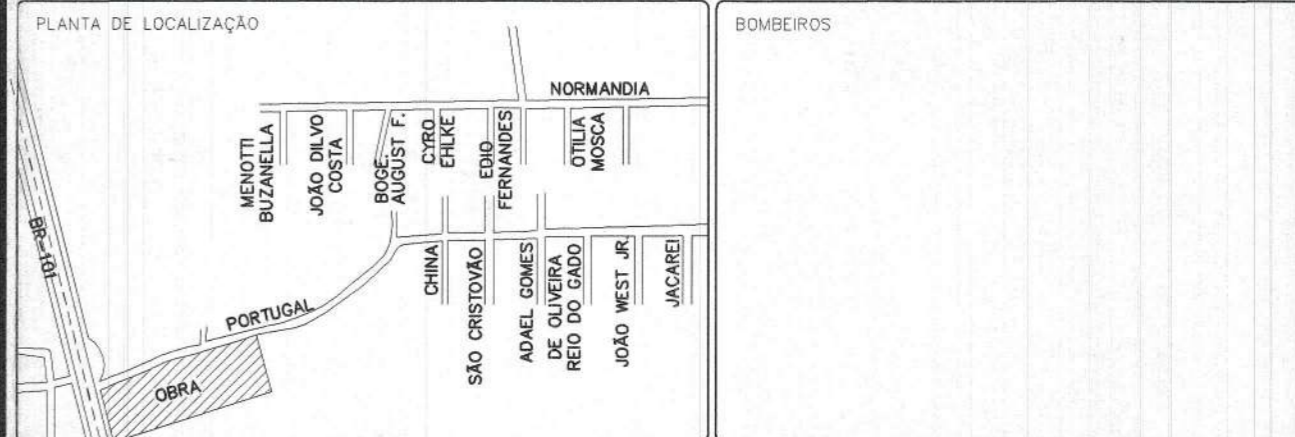 PLANTA DE LOCALIZAÇÃO
BOMBEIROS
NORMANDIA
MENOTTI
BUZANELLA
JOÃO DILVO
COSTA
BOGE.
AUGUST F.
CYRO
EHLKE
EDIO
FERNANDES
OTILIA
MOSCA
BR-101
PORTUGAL
CHINA
SÃO CRISTOVÃO
ADAEL GOMES
DE OLIVEIRA
REIO DO GADO
JOÃO WEST JR.
JACAREI
OBRA